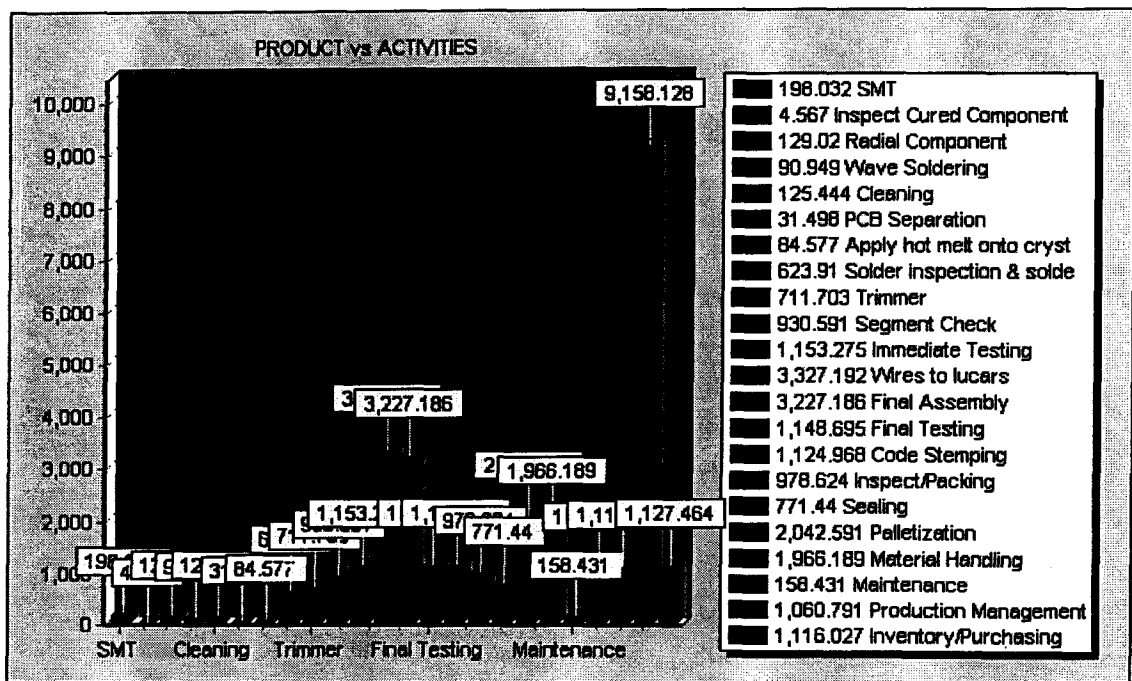 PRODUCT vs ACTIVITIES
10,000
9,000
8,000
7,000
6,000
5,000
4,000
3,000
2,000
1,000
0
9,158.128
3,227.186
1,966.189
1,153.2
771.44
1,127.464
84.577
158.431
SMT
Cleaning
Trimmer
Final Testing
Maintenance
198.032 SMT
4.567 Inspect Cured Component
129.02 Radial Component
90.949 Wave Soldering
125.444 Cleaning
31.498 PCB Separation
84.577 Apply hot melt onto cryst
623.91 Solder inspection & solde
711.703 Trimmer
930.591 Segment Check
1,153.275 Immediate Testing
3,327.192 Wires to lucars
3,227.186 Final Assembly
1,148.695 Final Testing
1,124.968 Code Stemping
978.624 Inspect/Packing
771.44 Sealing
2,042.591 Palletization
1,966.189 Material Handling
158.431 Maintenance
1,060.791 Production Management
1,116.027 Inventory/Purchasing